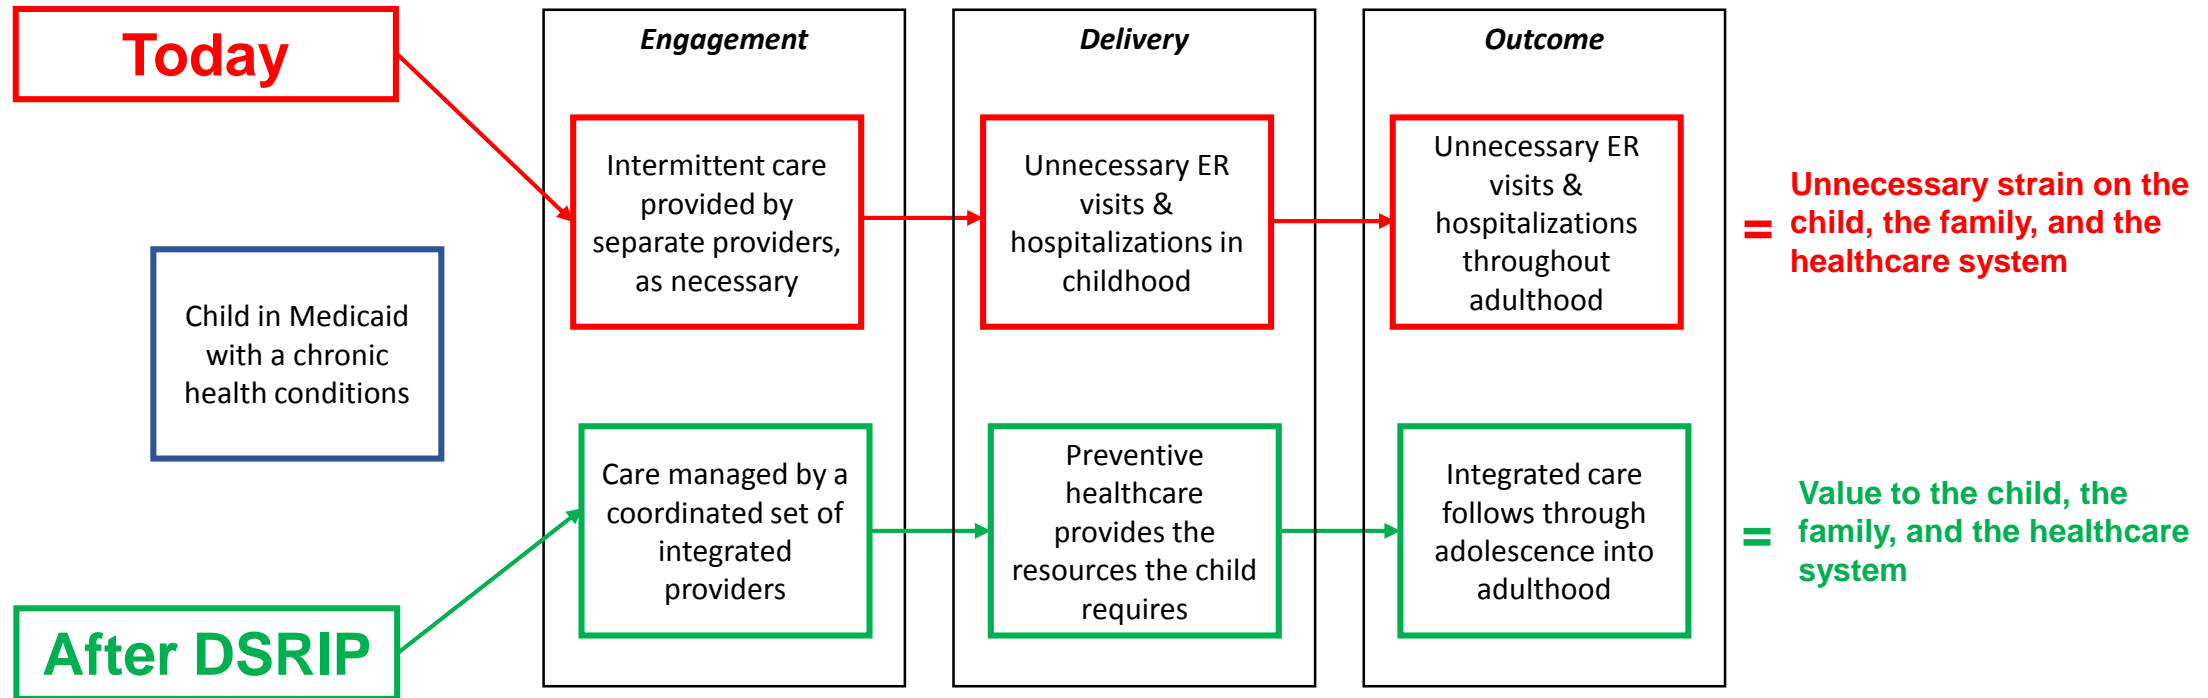 Today
Engagement
Delivery
Outcome
Intermittent care
provided by
separate providers,
as necessary
Unnecessary ER
visits &
hospitalizations in
childhood
Unnecessary ER
visits &
hospitalizations
throughout
adulthood
= Unnecessary strain on the
child, the family, and the
healthcare system
Child in Medicaid
with a chronic
health conditions
After DSRIP
Care managed by a
coordinated set of
integrated
providers
Preventive
healthcare
provides the
resources the child
requires
Integrated care
follows through
adolescence into
adulthood
= Value to the child, the
family, and the healthcare
system